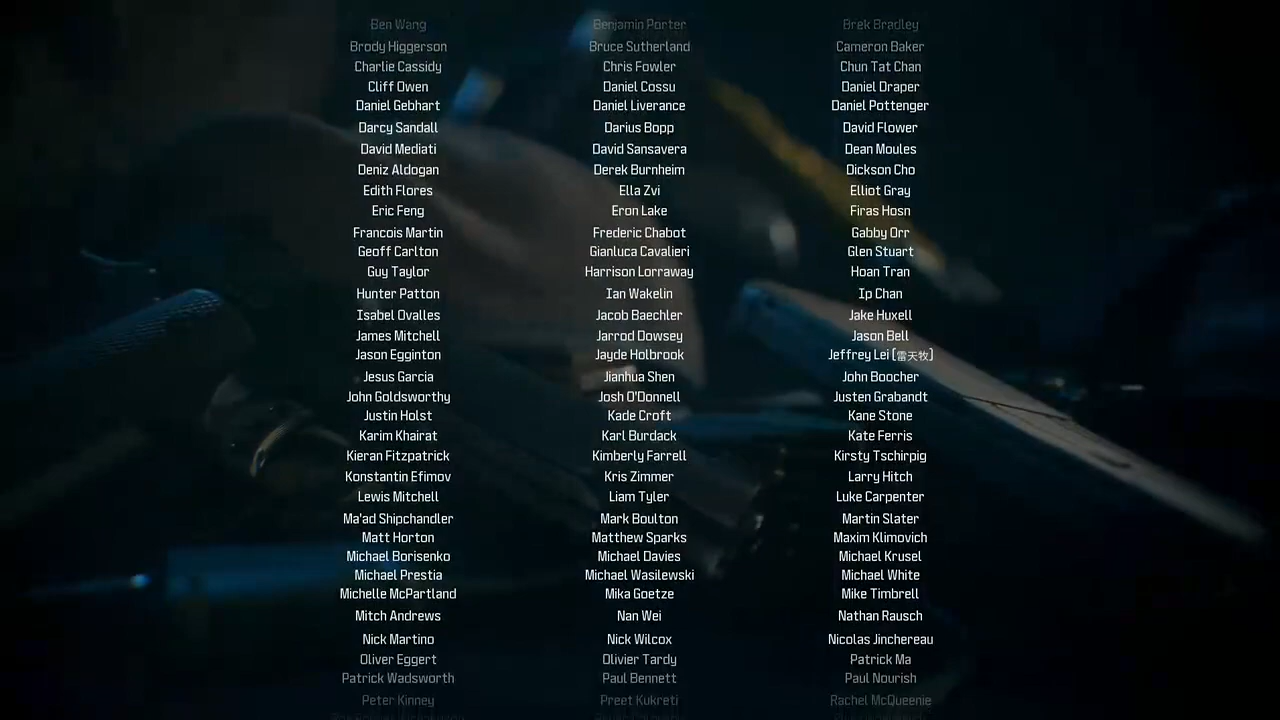 Ben Wang Benjamin Porter Brek Bradley
Brody Higgerson Bruce Sutherland Cameron Baker
Charlie Cassidy Chris Fowler Chun Tat Chan
Cliff Owen Daniel Cossu Daniel Draper
Daniel Gebhart Daniel Liverance Daniel Pottenger
Darcy Sandall Darius Bopp David Flower
David Mediati David Sansavera Dean Moules
Deniz Aldogan Derek Burnheim Dickson Cho
Edith Flores Ella Zvi Elliot Gray
Eric Feng Eron Lake Firas Hosn
Francois Martin Frederic Chabot Gabby Orr
Geoff Carlton Gianluca Cavalieri Glen Stuart
Guy Taylor Harrison Lorraway Hoan Tran
Hunter Patton Ian Wakelin Ip Chan
Isabel Ovalles Jacob Baechler Jake Huxell
James Mitchell Jarrod Dowsey Jason Bell
Jason Egginton Jayde Holbrook Jeffrey Lei (雷天牧)
Jesus Garcia Jianhua Shen John Boocher
John Goldsworthy Josh O'Donnell Justen Grabandt
Justin Holst Kade Croft Kane Stone
Karim Khairat Karl Burdack Kate Ferris
Kieran Fitzpatrick Kimberly Farrell Kirsty Tschirpig
Konstantin Efimov Kris Zimmer Larry Hitch
Lewis Mitchell Liam Tyler Luke Carpenter
Ma'ad Shipchandler Mark Boulton Martin Slater
Matt Horton Matthew Sparks Maxim Klimovich
Michael Borisenko Michael Davies Michael Krusel
Michael Prestia Michael Wasilewski Michael White
Michelle McPartland Mika Goetze Mike Timbrell
Mitch Andrews Nan Wei Nathan Rausch
Nick Martino Nick Wilcox Nicolas Jinchereau
Oliver Eggert Olivier Tardy Patrick Ma
Patrick Wadsworth Paul Bennett Paul Nourish
Peter Kinney Preet Kukreti Rachel McQueenie